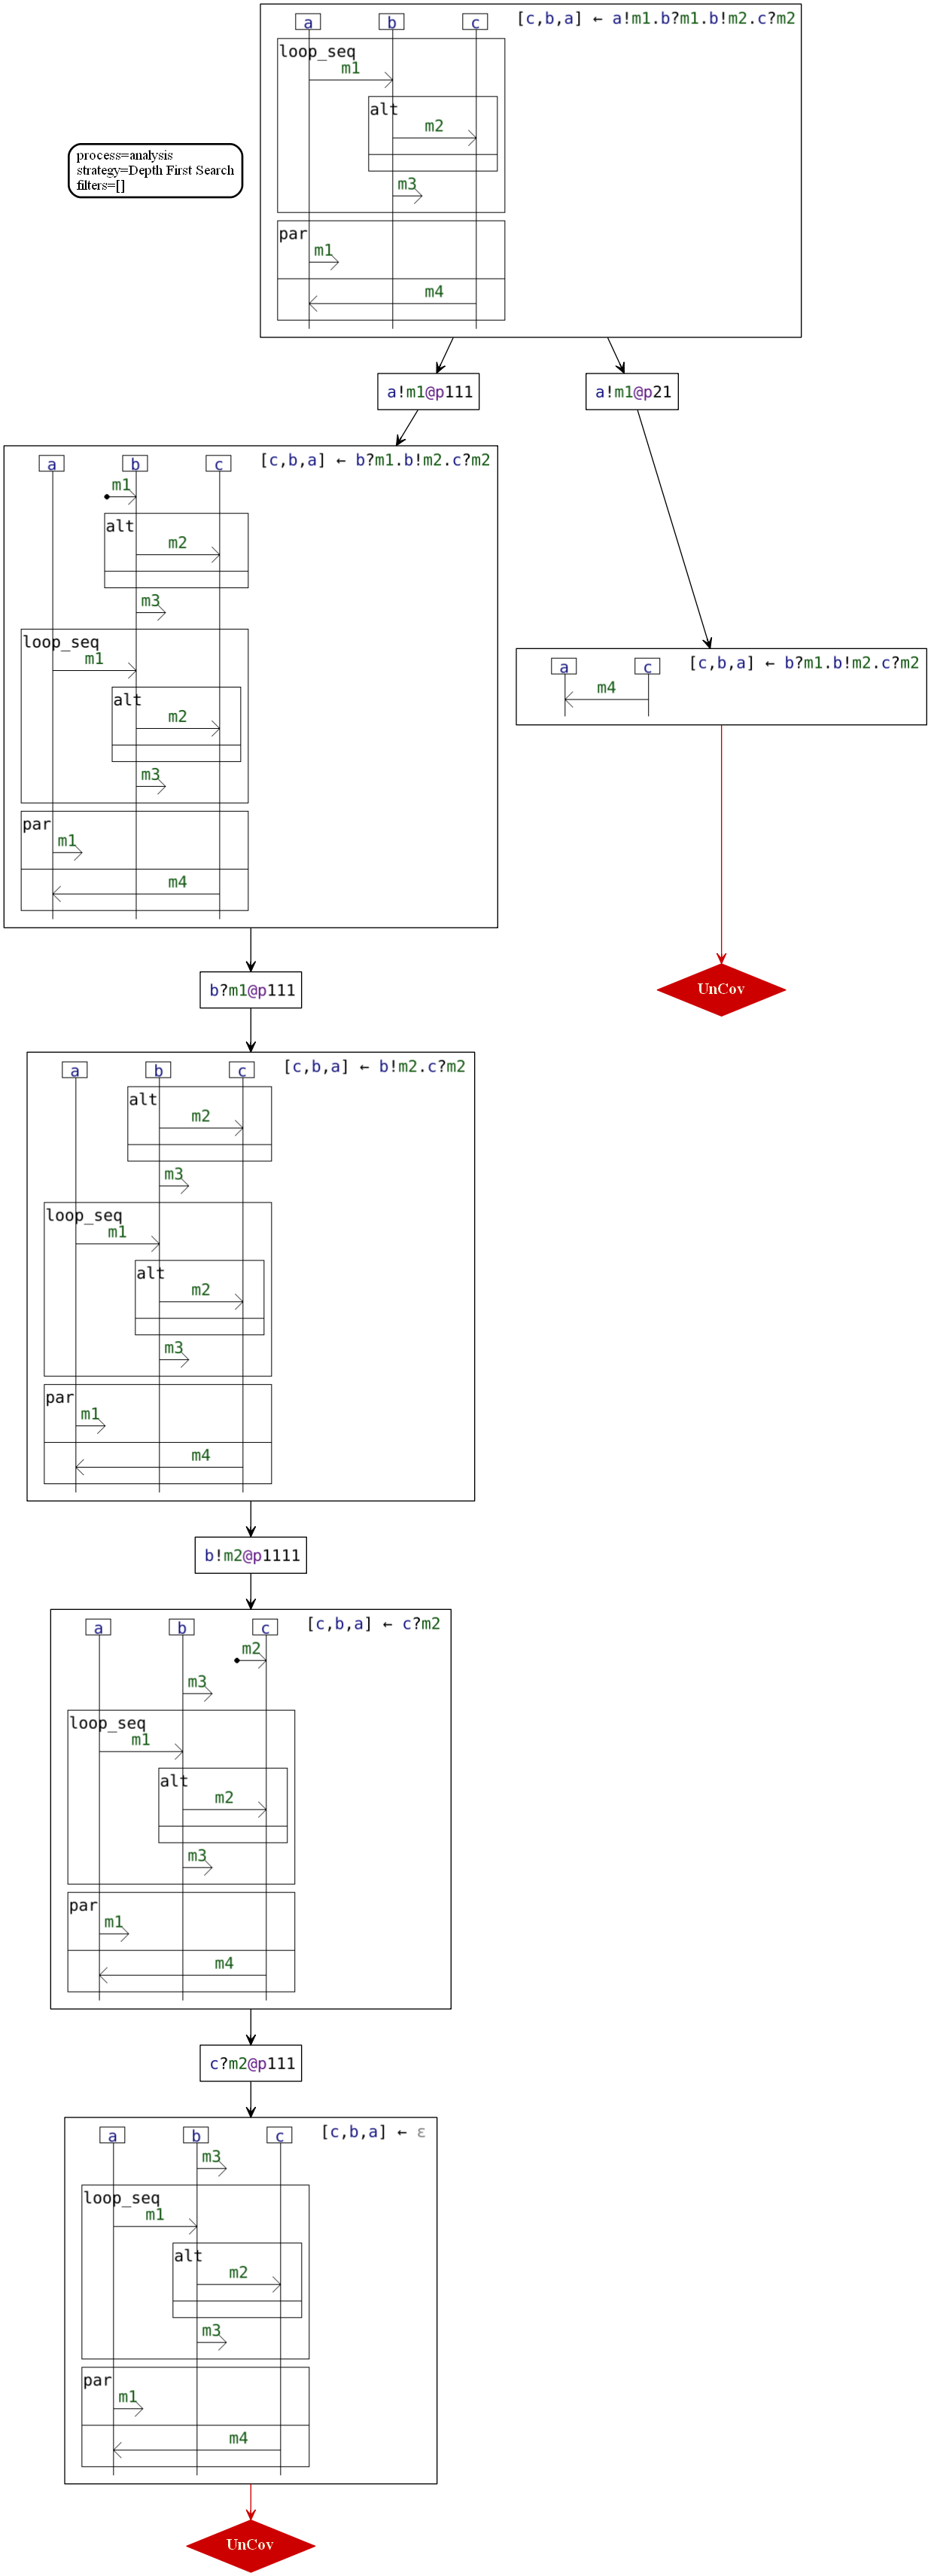 a b c [c,b,a] ← a!m1.b?m1.b!m2.c?m2
loop_seq
m1
alt
m2
m3
par
m1
m4
process=analysis
strategy=Depth First Search
filters=[]
a!m1@p111
a!m1@p21
a b c [c,b,a] ← b?m1.b!m2.c?m2
m1
alt
m2
m3
loop_seq
m1
alt
m2
m3
par
m1
m4
a c [c,b,a] ← b?m1.b!m2.c?m2
m4
UnCov
b?m1@p111
a b c [c,b,a] ← b!m2.c?m2
alt
m2
m3
loop_seq
m1
alt
m2
m3
par
m1
m4
b!m2@p1111
a b c [c,b,a] ← c?m2
m2
m3
loop_seq
m1
alt
m2
m3
par
m1
m4
c?m2@p111
a b c [c,b,a] ← ε
m3
loop_seq
m1
alt
m2
m3
par
m1
m4
UnCov